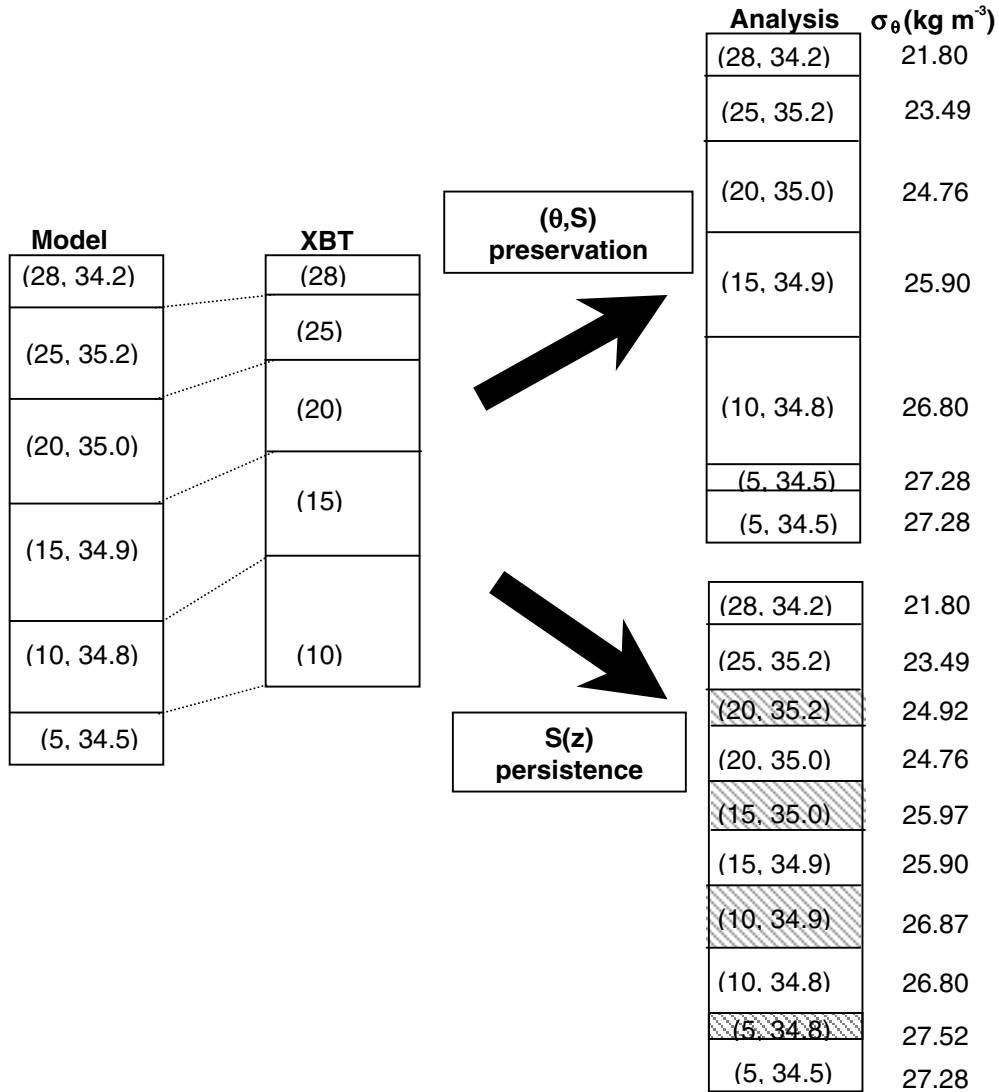 Model
(28, 34.2)
(25, 35.2)
(20, 35.0)
(15, 34.9)
(10, 34.8)
(5, 34.5)
XBT
(28)
(25)
(20)
(15)
(10)
(θ,S)
preservation
S(z)
persistence
Analysis σθ(kg m-3)
(28, 34.2) 21.80
(25, 35.2) 23.49
(20, 35.0) 24.76
(15, 34.9) 25.90
(10, 34.8) 26.80
(5, 34.5) 27.28
(5, 34.5) 27.28
(28, 34.2) 21.80
(25, 35.2) 23.49
(20, 35.2) 24.92
(20, 35.0) 24.76
(15, 35.0) 25.97
(15, 34.9) 25.90
(10, 34.9) 26.87
(10, 34.8) 26.80
(5, 34.8) 27.52
(5, 34.5) 27.28